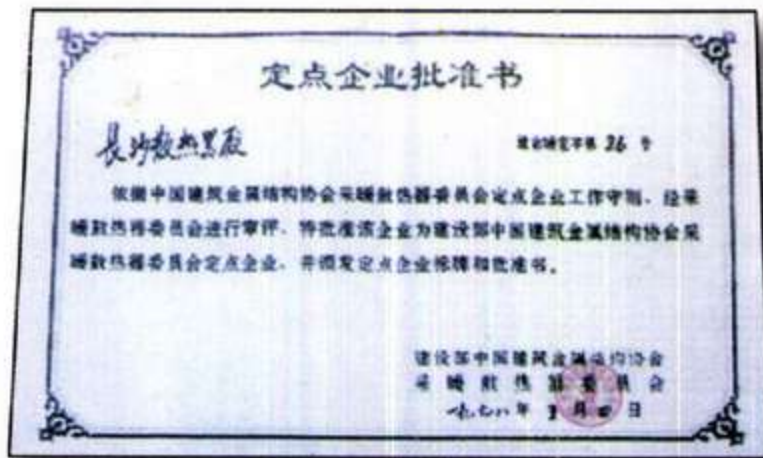 定点企业批准书
长沙散热器厂
第 26 号
依据中国建筑金属结构协会采暖散热器委员会定点企业工作守则、经采
暖散热器委员会进行审评、特批准该企业为建设部中国建筑金属结构协会采
暖散热器委员会定点企业、并颁发定点企业标牌和批准书。
建设部中国建筑金属结构协会
采暖散热器委员会
年 月 日